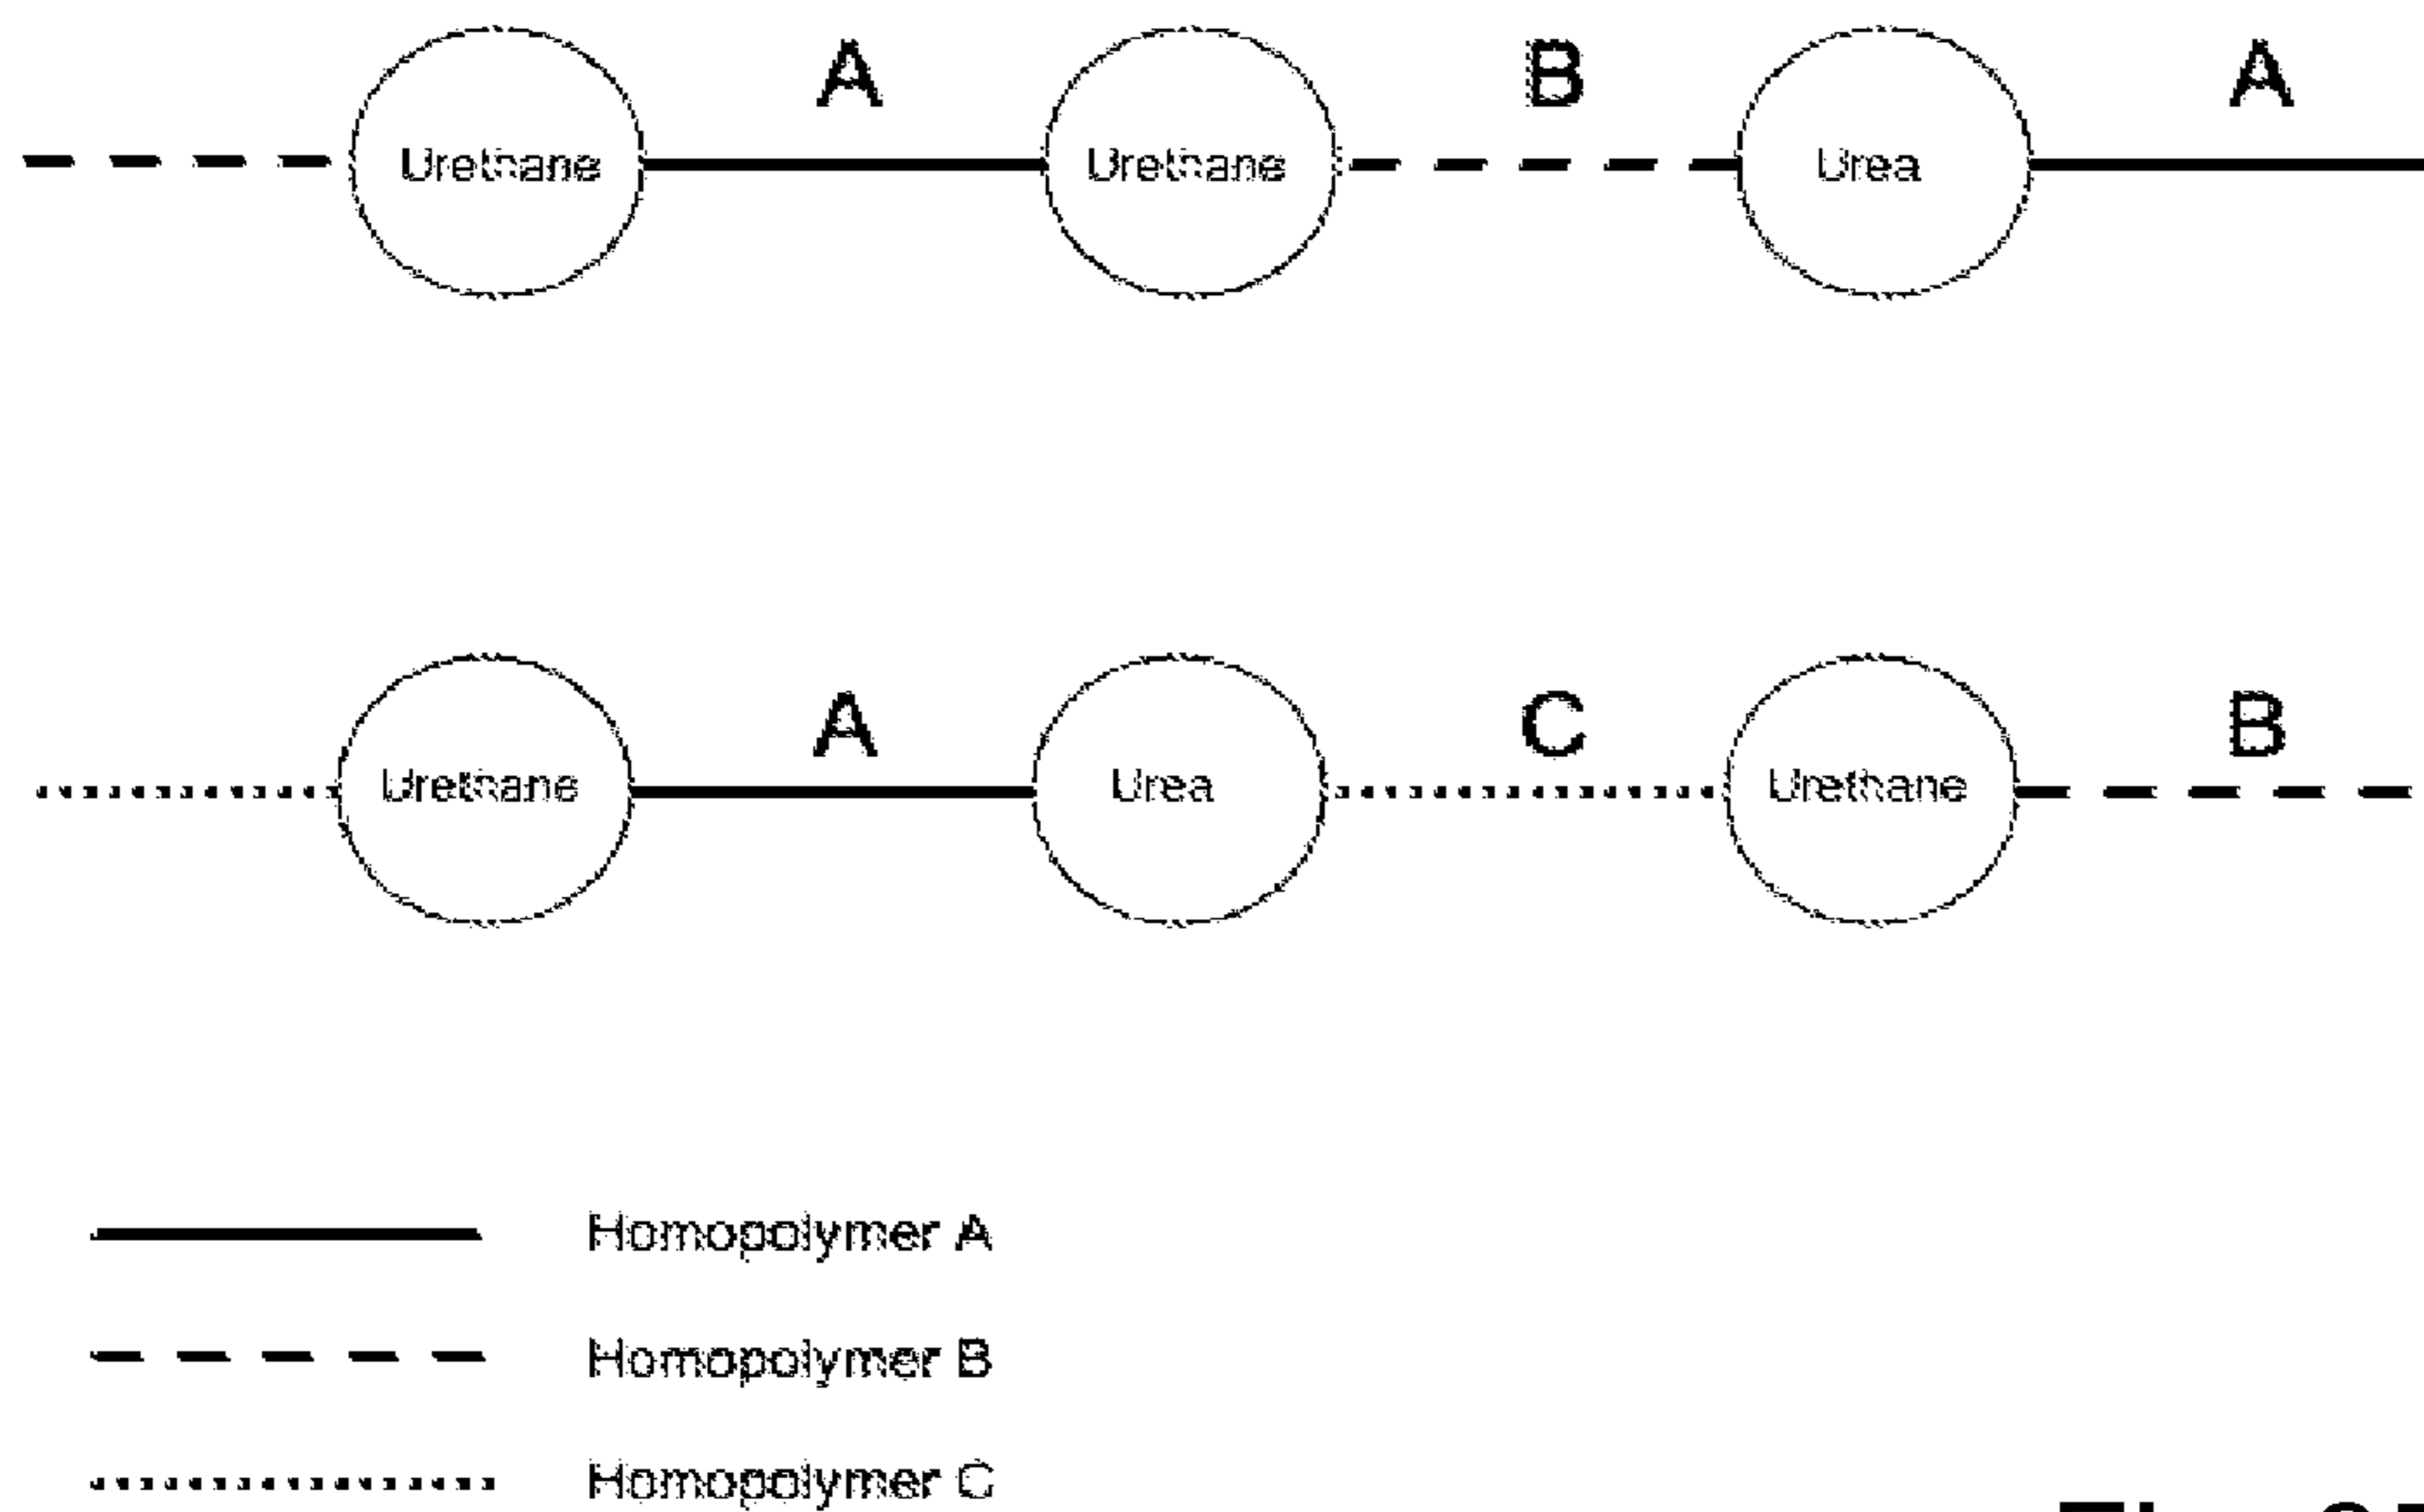 A B A
Urethane Urethane Urea
A C B
Urethane Urea Urethane
Homopolymer A
Homopolymer B
Homopolymer C